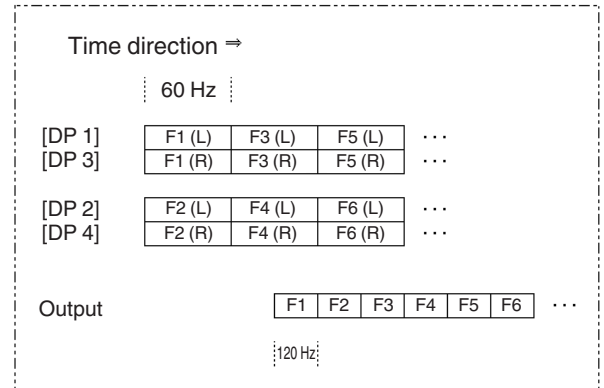 Time direction ⇒
60 Hz
[DP 1] F1 (L) F3 (L) F5 (L) ···
[DP 3] F1 (R) F3 (R) F5 (R) ···
[DP 2] F2 (L) F4 (L) F6 (L) ···
[DP 4] F2 (R) F4 (R) F6 (R) ···
Output F1 F2 F3 F4 F5 F6 ···
120 Hz